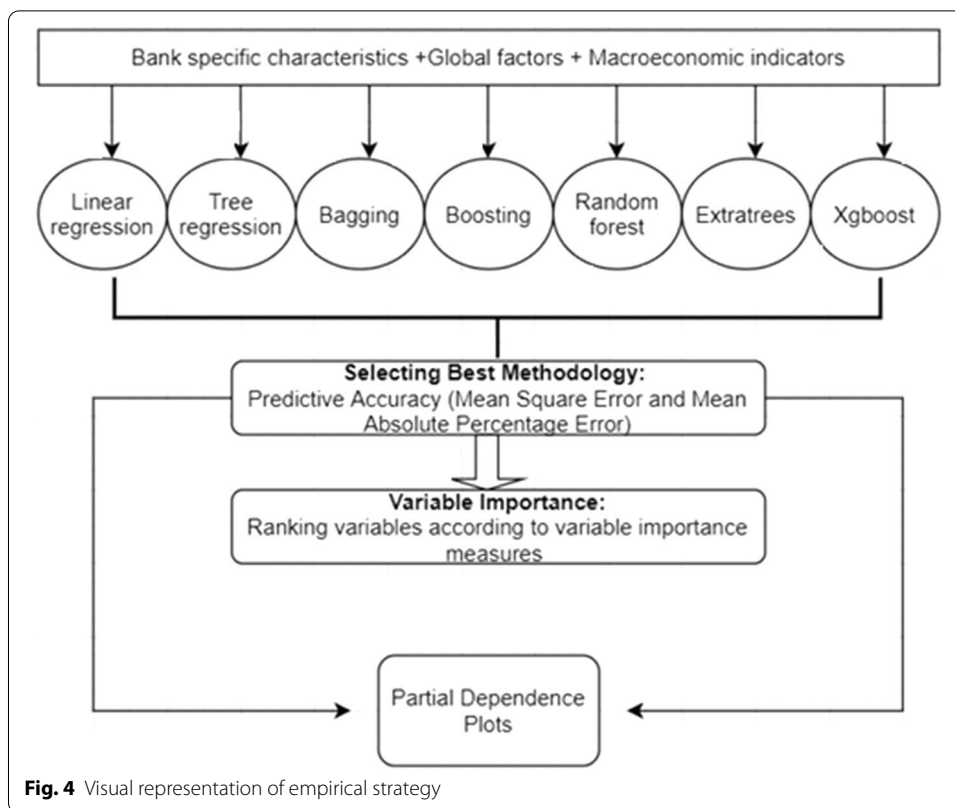 Bank specific characteristics +Global factors + Macroeconomic indicators
Linear
regression
Tree
regression
Bagging
Boosting
Random
forest
Extratrees
Xgboost
Selecting Best Methodology:
Predictive Accuracy (Mean Square Error and Mean
Absolute Percentage Error)
Variable Importance:
Ranking variables according to variable importance
measures
Partial Dependence
Plots
Fig. 4 Visual representation of empirical strategy